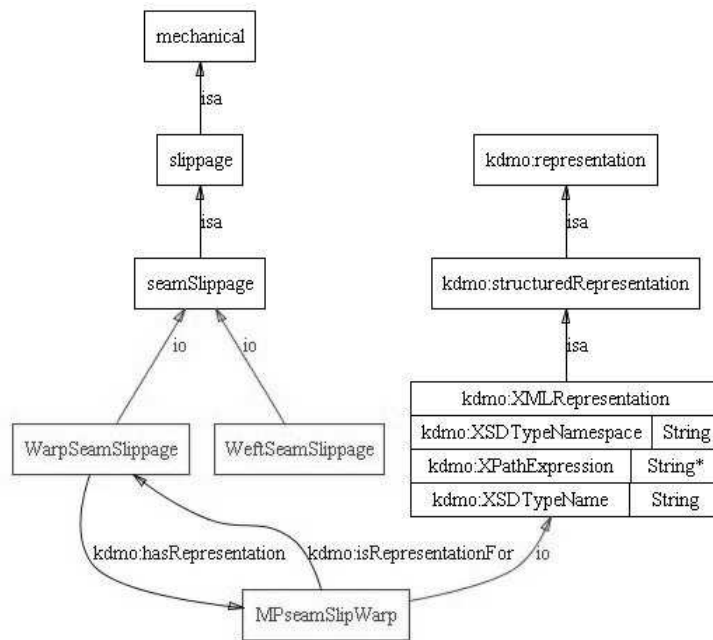 mechanical
isa
slippage
kdmo:representation
isa
isa
seamSlippage
kdmo:structuredRepresentation
io
io
isa
kdmo:XMLRepresentation
WarpSeamSlippage
WeftSeamSlippage
kdmo:XSDTypeNamespace
String
kdmo:XPathExpression
String*
kdmo:XSDTypeName
String
kdmo:hasRepresentation
kdmo:isRepresentationFor
io
MPseamSlipWarp